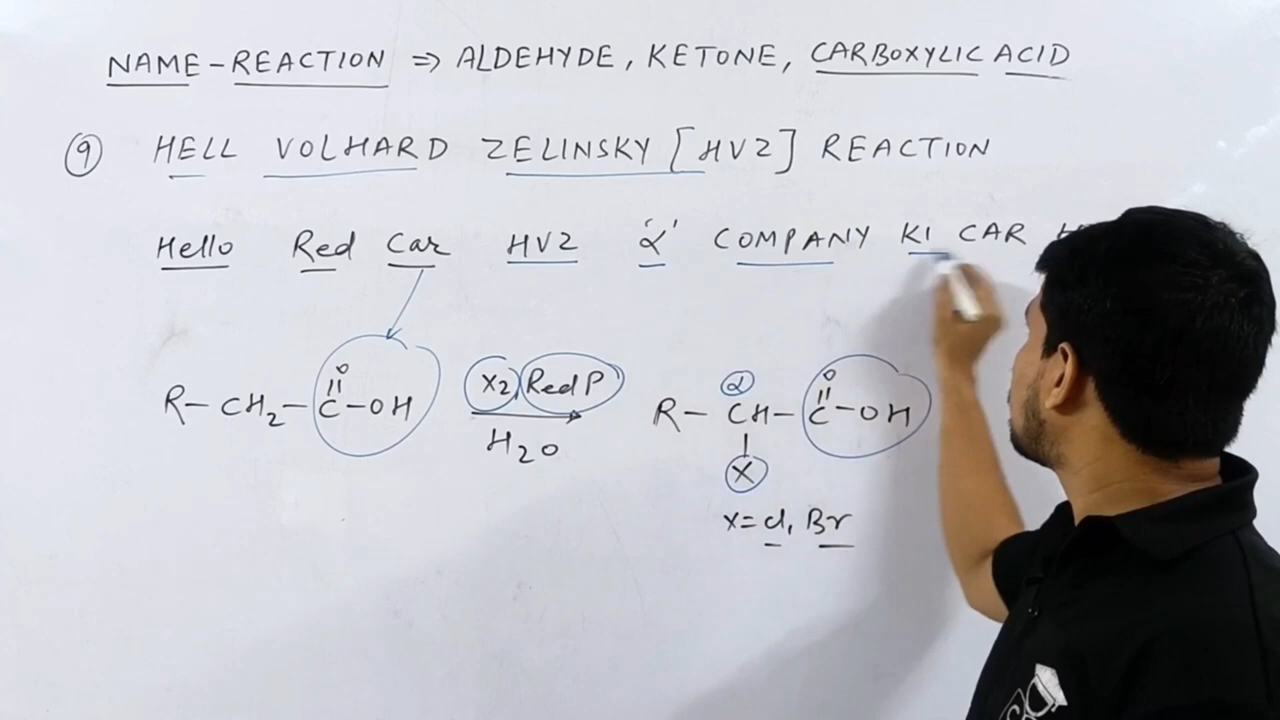 NAME-REACTION ⇒ ALDEHYDE, KETONE, CARBOXYLIC ACID
9 HELL VOLHARD ZELINSKY [HVZ] REACTION
Hello Red Car HVZ 'α' COMPANY KI CAR
R-CH2-C(=O)-OH X2, Red P → H2O R-CH(X)-C(=O)-OH
α
X=Cl, Br